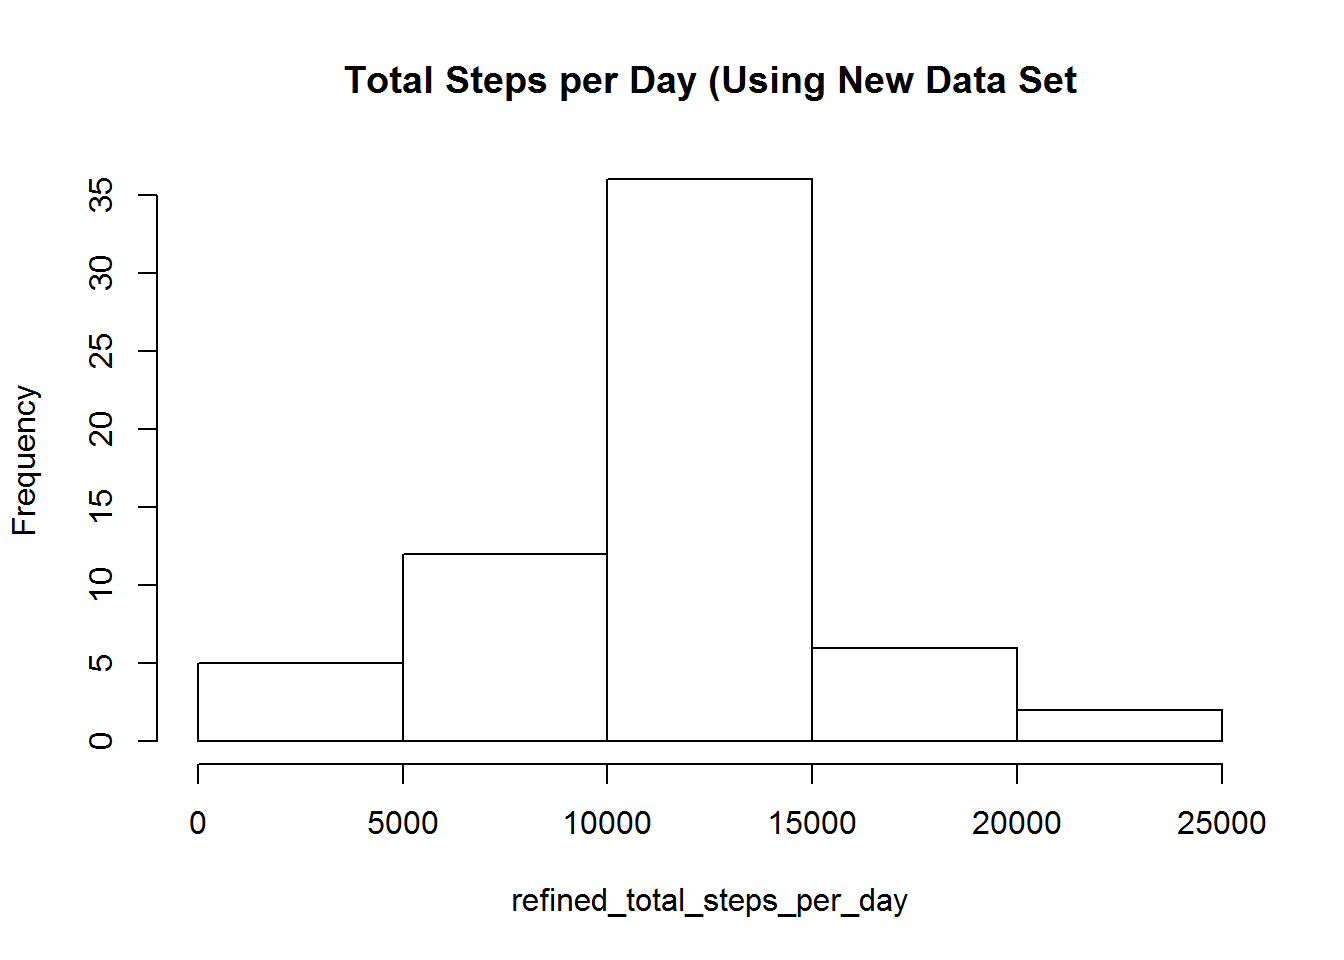 Total Steps per Day (Using New Data Set
35
30
25
20
15
10
5
0
Frequency
0 5000 10000 15000 20000 25000
refined_total_steps_per_day